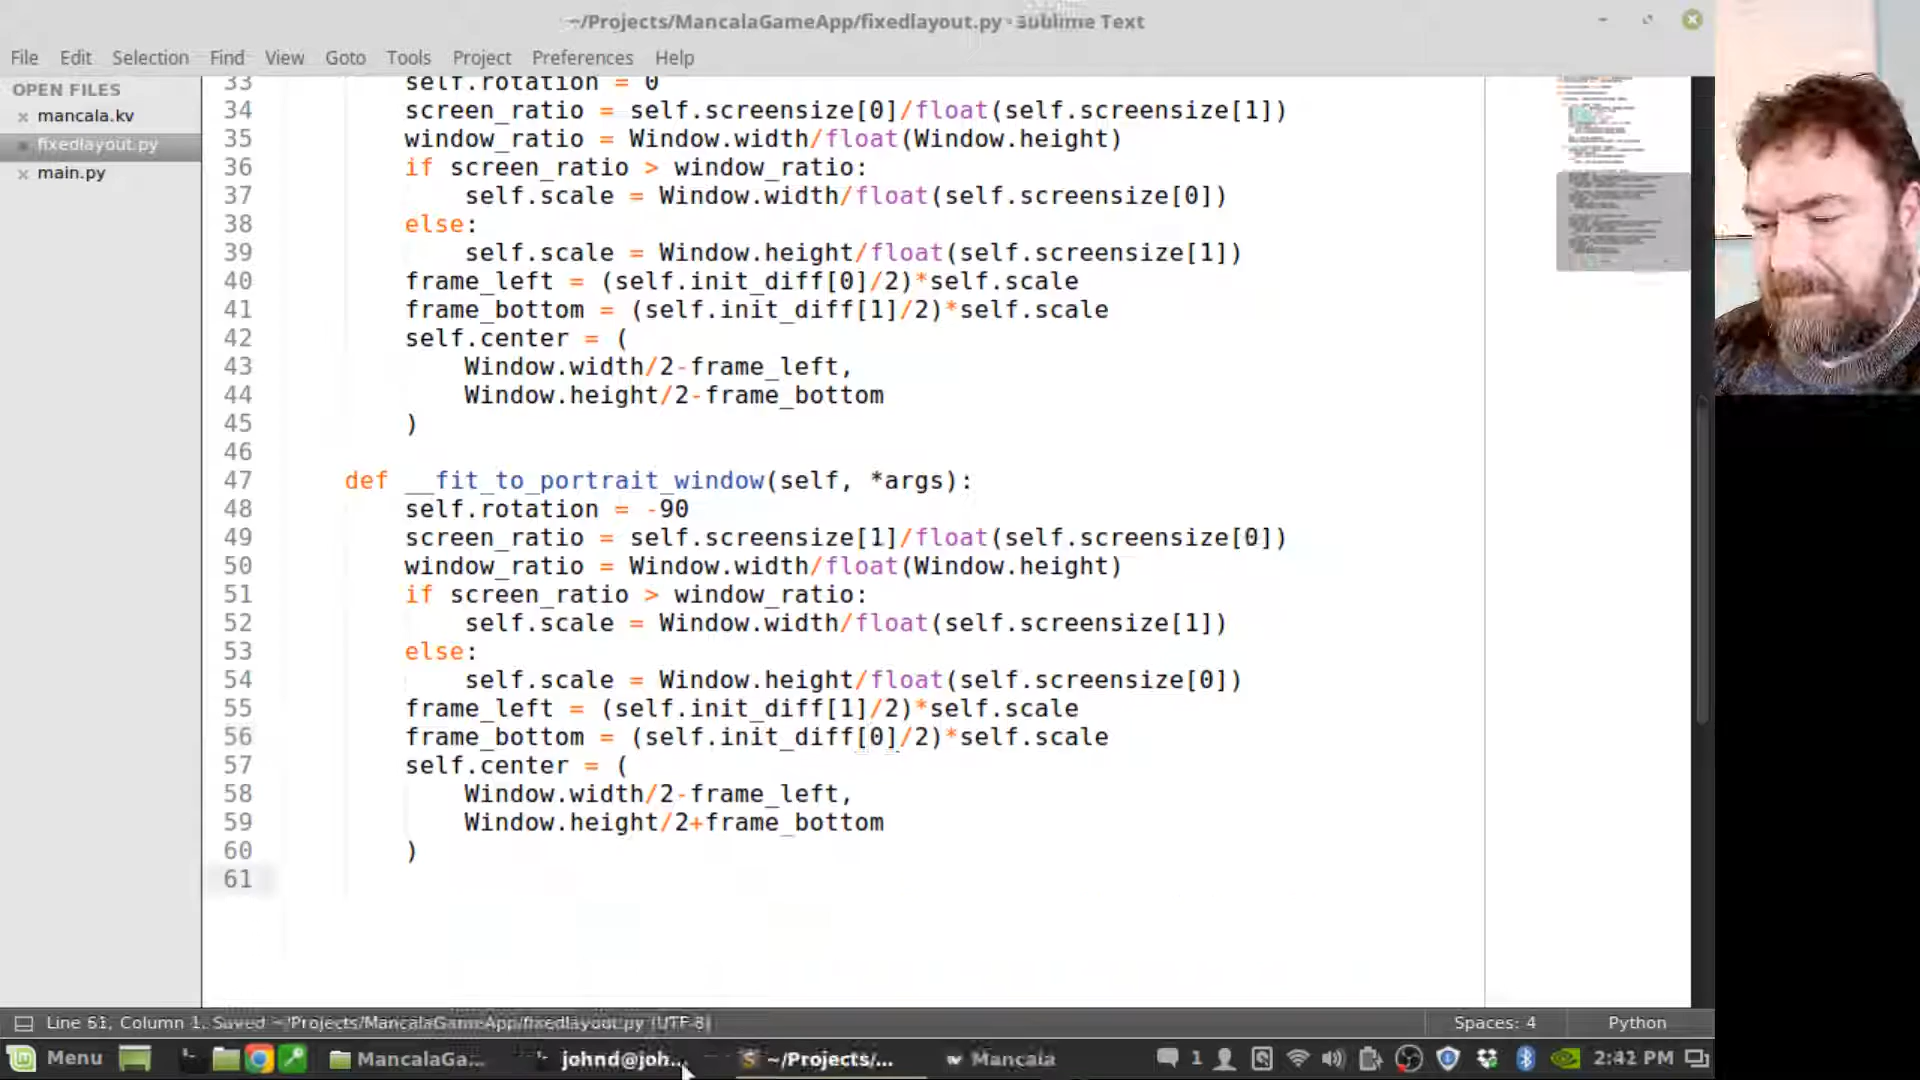 ~/Projects/MancalaGameApp/fixedlayout.py - Sublime Text
File Edit Selection Find View Goto Tools Project Preferences Help
OPEN FILES
mancala.kv
fixedlayout.py
main.py
33 self.rotation = 0
34 screen_ratio = self.screensize[0]/float(self.screensize[1])
35 window_ratio = Window.width/float(Window.height)
36 if screen_ratio > window_ratio:
37 self.scale = Window.width/float(self.screensize[0])
38 else:
39 self.scale = Window.height/float(self.screensize[1])
40 frame_left = (self.init_diff[0]/2)*self.scale
41 frame_bottom = (self.init_diff[1]/2)*self.scale
42 self.center = (
43 Window.width/2-frame_left,
44 Window.height/2-frame_bottom
45 )
46
47 def __fit_to_portrait_window(self, *args):
48 self.rotation = -90
49 screen_ratio = self.screensize[1]/float(self.screensize[0])
50 window_ratio = Window.width/float(Window.height)
51 if screen_ratio > window_ratio:
52 self.scale = Window.width/float(self.screensize[1])
53 else:
54 self.scale = Window.height/float(self.screensize[0])
55 frame_left = (self.init_diff[1]/2)*self.scale
56 frame_bottom = (self.init_diff[0]/2)*self.scale
57 self.center = (
58 Window.width/2-frame_left,
59 Window.height/2+frame_bottom
60 )
61
Line 61, Column 1, Saved ~/Projects/MancalaGameApp/fixedlayout.py (UTF-8) Spaces: 4 Python
Menu MancalaGa... johnd@joh... ~/Projects/... Mancala 1 2:42 PM